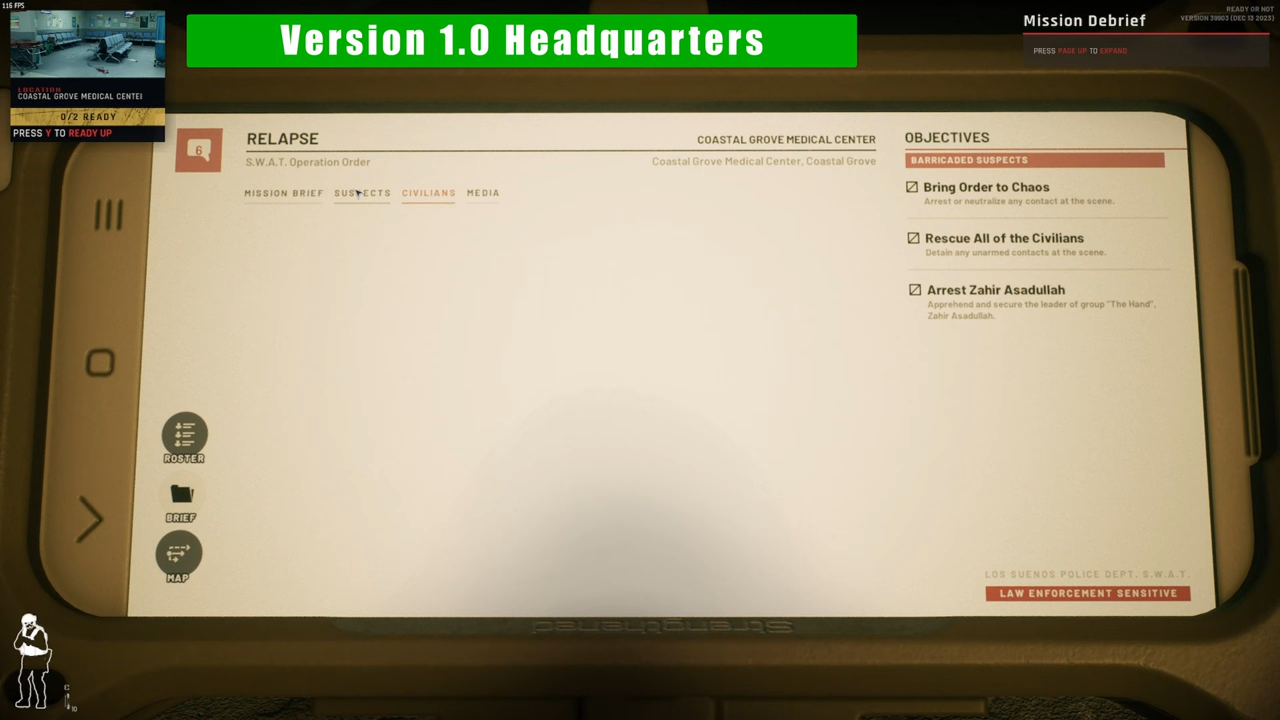 116 FPS
Version 1.0 Headquarters
READY OR NOT
VERSION 39903 (DEC 13 2023)
Mission Debrief
PRESS PAGE UP TO EXPAND
LOCATION
COASTAL GROVE MEDICAL CENTEI
0/2 READY
PRESS Y TO READY UP
6
RELAPSE
COASTAL GROVE MEDICAL CENTER
S.W.A.T. Operation Order
Coastal Grove Medical Center, Coastal Grove
MISSION BRIEF SUSPECTS CIVILIANS MEDIA
OBJECTIVES
BARRICADED SUSPECTS
Bring Order to Chaos
Arrest or neutralize any contact at the scene.
Rescue All of the Civilians
Detain any unarmed contacts at the scene.
Arrest Zahir Asadullah
Apprehend and secure the leader of group "The Hand",
Zahir Asadullah.
ROSTER
BRIEF
MAP
LOS SUENOS POLICE DEPT. S.W.A.T.
LAW ENFORCEMENT SENSITIVE
Strengthened
10